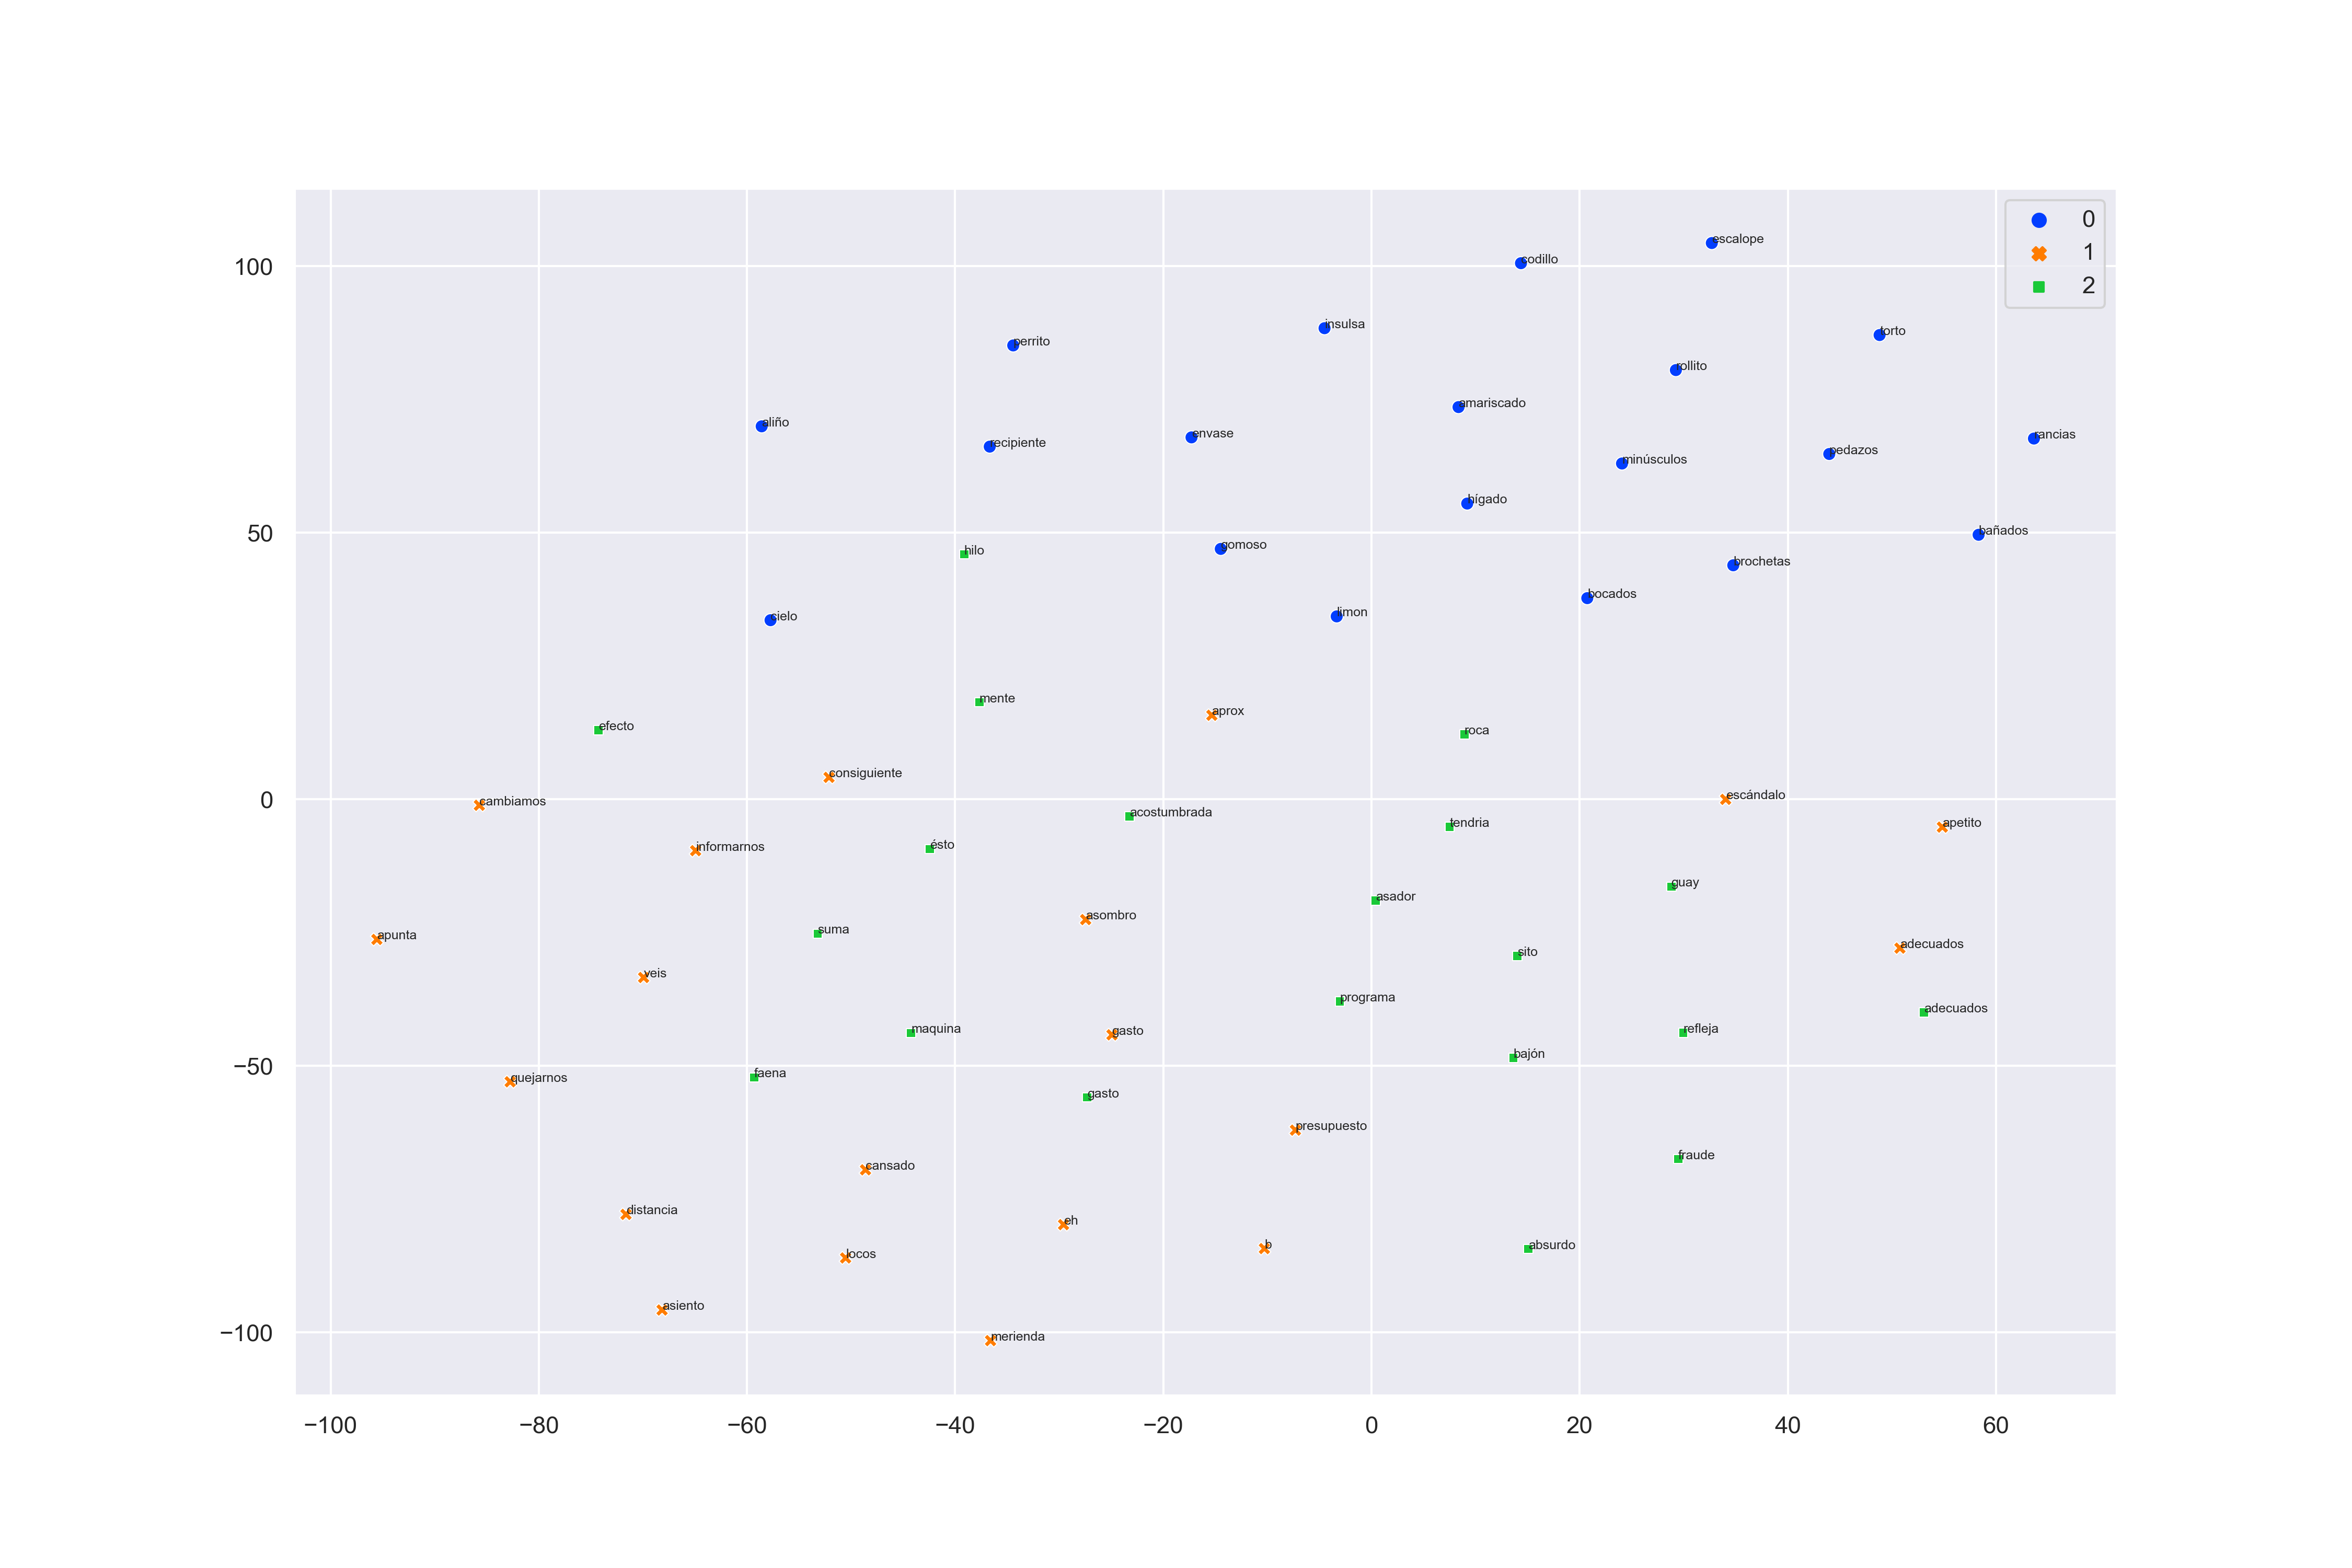 escalope
0
codillo
1
100
2
insulsa
torto
perrito
rollito
amariscado
aliño
envase
rancias
recipiente
pedazos
minúsculos
hígado
50
bañados
gomoso
hilo
brochetas
bocados
limon
cielo
mente
aprox
efecto
roca
consiguiente
0
cambiamos
escándalo
acostumbrada
tendria
apetito
ésto
informarnos
guay
asador
asombro
suma
apunta
adecuados
sito
veis
programa
adecuados
maquina
gasto
refleja
bajón
−50
faena
quejarnos
gasto
presupuesto
fraude
cansado
distancia
eh
b
absurdo
locos
asiento
−100
merienda
−100 −80 −60 −40 −20 0 20 40 60